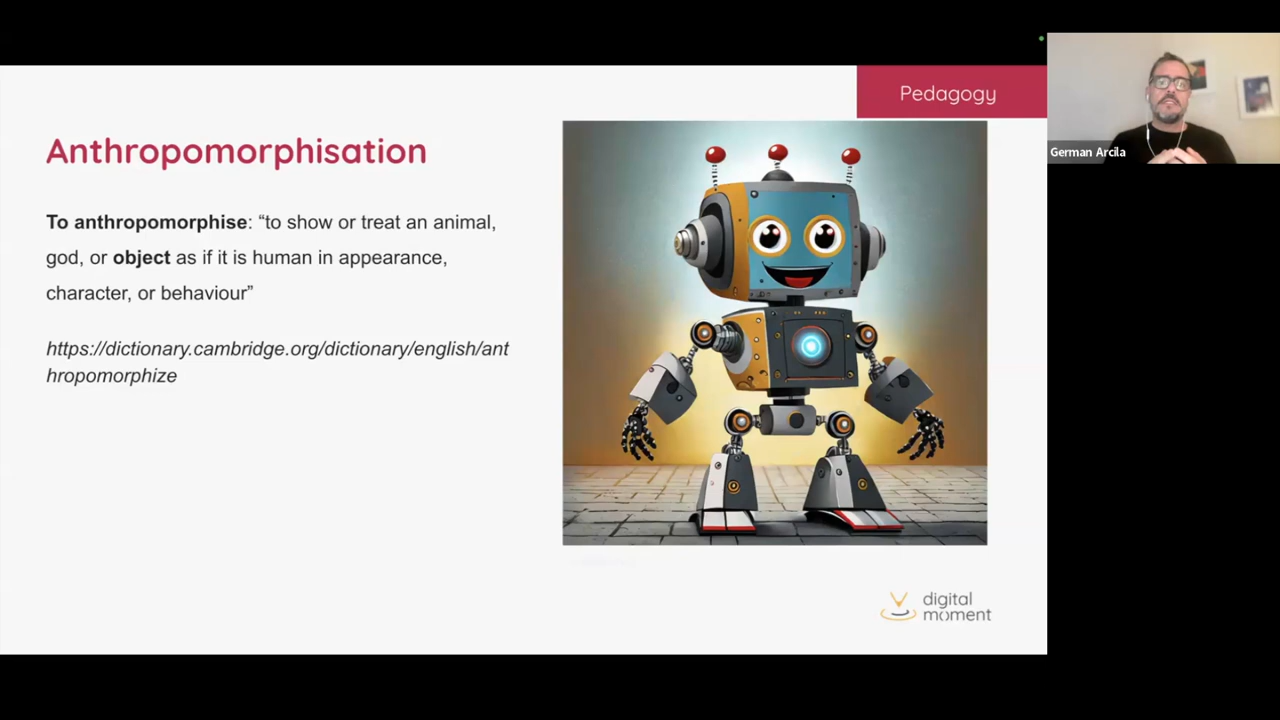 Pedagogy
Anthropomorphisation
To anthropomorphise: “to show or treat an animal,
god, or object as if it is human in appearance,
character, or behaviour”
https://dictionary.cambridge.org/dictionary/english/ant
hropomorphize
digital
moment
German Arcila